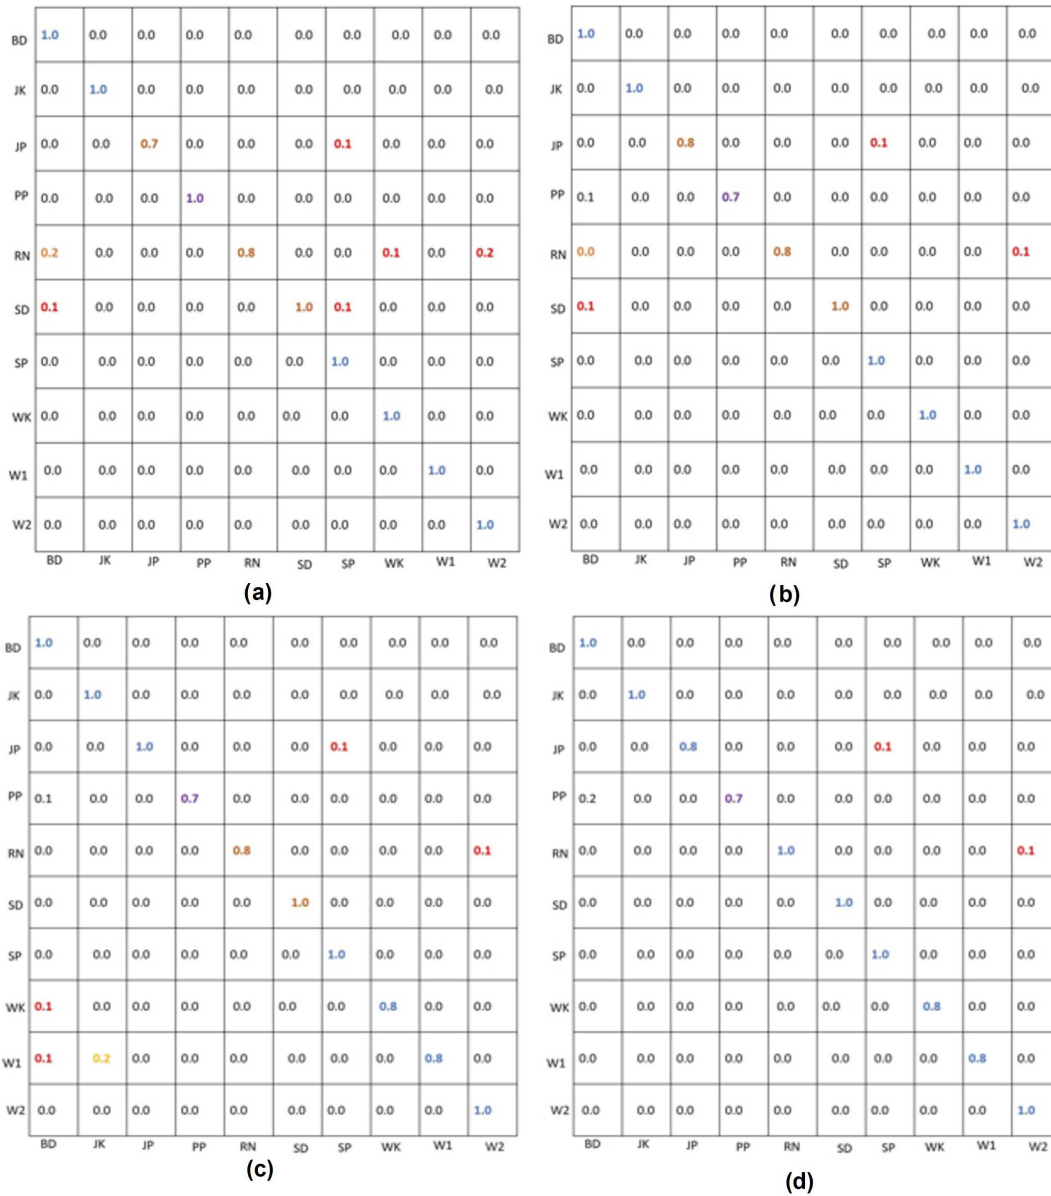 BD 1.0 0.0 0.0 0.0 0.0 0.0 0.0 0.0 0.0 0.0
JK 0.0 1.0 0.0 0.0 0.0 0.0 0.0 0.0 0.0 0.0
JP 0.0 0.0 0.7 0.0 0.0 0.0 0.1 0.0 0.0 0.0
PP 0.0 0.0 0.0 1.0 0.0 0.0 0.0 0.0 0.0 0.0
RN 0.2 0.0 0.0 0.0 0.8 0.0 0.0 0.1 0.0 0.2
SD 0.1 0.0 0.0 0.0 0.0 1.0 0.1 0.0 0.0 0.0
SP 0.0 0.0 0.0 0.0 0.0 0.0 1.0 0.0 0.0 0.0
WK 0.0 0.0 0.0 0.0 0.0 0.0 0.0 1.0 0.0 0.0
W1 0.0 0.0 0.0 0.0 0.0 0.0 0.0 0.0 1.0 0.0
W2 0.0 0.0 0.0 0.0 0.0 0.0 0.0 0.0 0.0 1.0
BD JK JP PP RN SD SP WK W1 W2
(a)
BD 1.0 0.0 0.0 0.0 0.0 0.0 0.0 0.0 0.0 0.0
JK 0.0 1.0 0.0 0.0 0.0 0.0 0.0 0.0 0.0 0.0
JP 0.0 0.0 0.8 0.0 0.0 0.0 0.1 0.0 0.0 0.0
PP 0.1 0.0 0.0 0.7 0.0 0.0 0.0 0.0 0.0 0.0
RN 0.0 0.0 0.0 0.0 0.8 0.0 0.0 0.0 0.0 0.1
SD 0.1 0.0 0.0 0.0 0.0 1.0 0.0 0.0 0.0 0.0
SP 0.0 0.0 0.0 0.0 0.0 0.0 1.0 0.0 0.0 0.0
WK 0.0 0.0 0.0 0.0 0.0 0.0 0.0 1.0 0.0 0.0
W1 0.0 0.0 0.0 0.0 0.0 0.0 0.0 0.0 1.0 0.0
W2 0.0 0.0 0.0 0.0 0.0 0.0 0.0 0.0 0.0 1.0
BD JK JP PP RN SD SP WK W1 W2
(b)
BD 1.0 0.0 0.0 0.0 0.0 0.0 0.0 0.0 0.0 0.0
JK 0.0 1.0 0.0 0.0 0.0 0.0 0.0 0.0 0.0 0.0
JP 0.0 0.0 1.0 0.0 0.0 0.0 0.1 0.0 0.0 0.0
PP 0.1 0.0 0.0 0.7 0.0 0.0 0.0 0.0 0.0 0.0
RN 0.0 0.0 0.0 0.0 0.8 0.0 0.0 0.0 0.0 0.1
SD 0.0 0.0 0.0 0.0 0.0 1.0 0.0 0.0 0.0 0.0
SP 0.0 0.0 0.0 0.0 0.0 0.0 1.0 0.0 0.0 0.0
WK 0.1 0.0 0.0 0.0 0.0 0.0 0.0 0.8 0.0 0.0
W1 0.1 0.2 0.0 0.0 0.0 0.0 0.0 0.0 0.8 0.0
W2 0.0 0.0 0.0 0.0 0.0 0.0 0.0 0.0 0.0 1.0
BD JK JP PP RN SD SP WK W1 W2
(c)
BD 1.0 0.0 0.0 0.0 0.0 0.0 0.0 0.0 0.0 0.0
JK 0.0 1.0 0.0 0.0 0.0 0.0 0.0 0.0 0.0 0.0
JP 0.0 0.0 0.8 0.0 0.0 0.0 0.1 0.0 0.0 0.0
PP 0.2 0.0 0.0 0.7 0.0 0.0 0.0 0.0 0.0 0.0
RN 0.0 0.0 0.0 0.0 1.0 0.0 0.0 0.0 0.0 0.1
SD 0.0 0.0 0.0 0.0 0.0 1.0 0.0 0.0 0.0 0.0
SP 0.0 0.0 0.0 0.0 0.0 0.0 1.0 0.0 0.0 0.0
WK 0.0 0.0 0.0 0.0 0.0 0.0 0.0 0.8 0.0 0.0
W1 0.0 0.0 0.0 0.0 0.0 0.0 0.0 0.0 0.8 0.0
W2 0.0 0.0 0.0 0.0 0.0 0.0 0.0 0.0 0.0 1.0
BD JK JP PP RN SD SP WK W1 W2
(d)